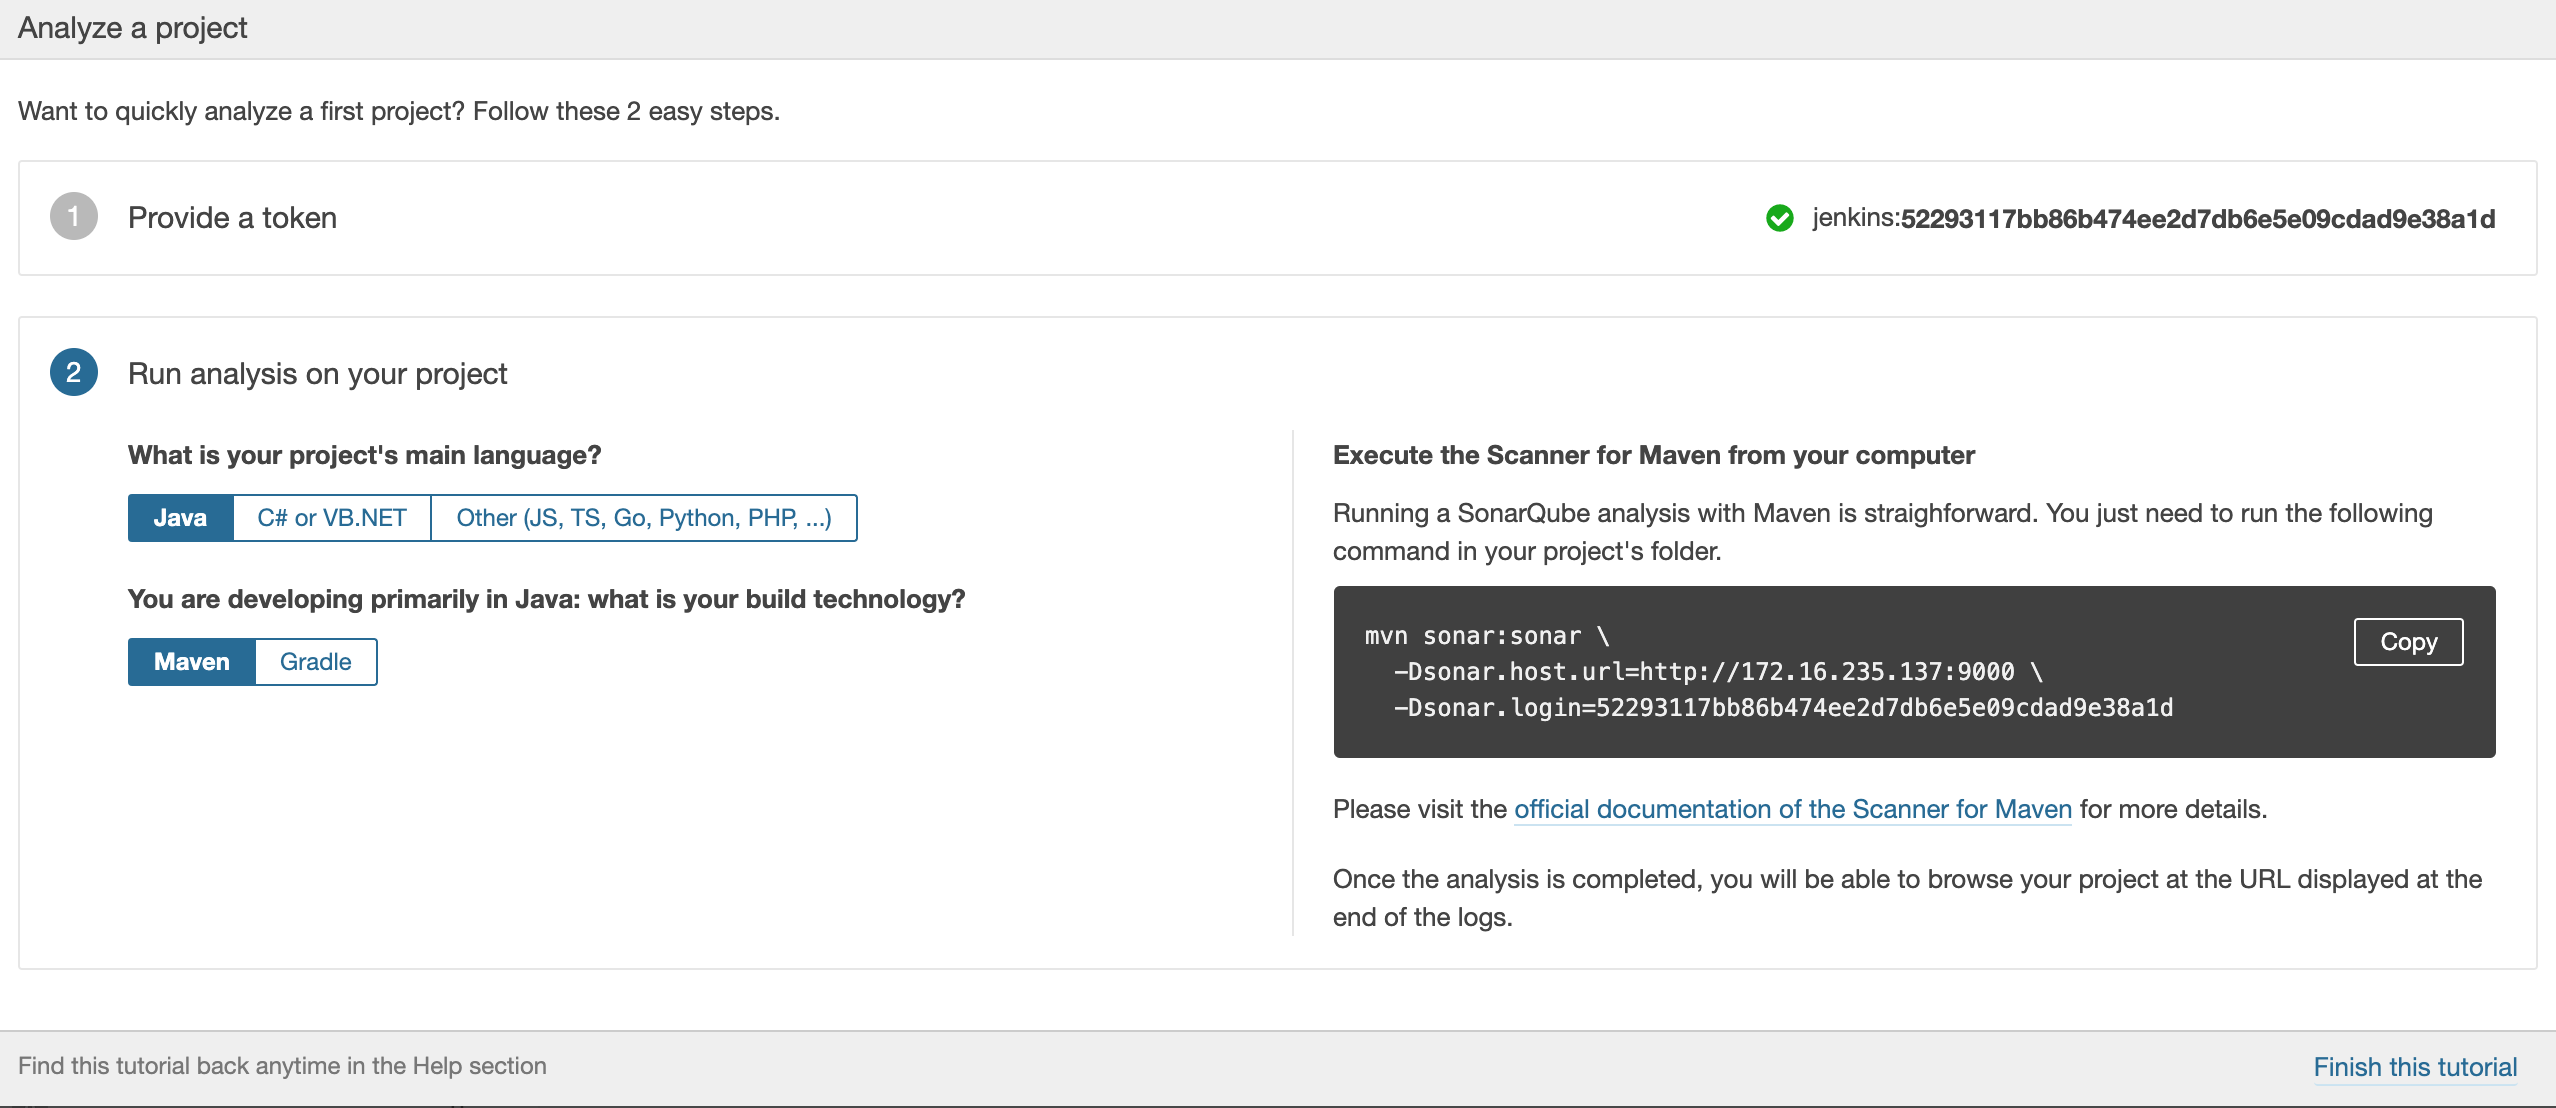 Analyze a project
Want to quickly analyze a first project? Follow these 2 easy steps.
1
Provide a token
jenkins:52293117bb86b474ee2d7db6e5e09cdad9e38a1d
2
Run analysis on your project
What is your project's main language?
Java
C# or VB.NET
Other (JS, TS, Go, Python, PHP, ...)
You are developing primarily in Java: what is your build technology?
Maven
Gradle
Execute the Scanner for Maven from your computer
Running a SonarQube analysis with Maven is straighforward. You just need to run the following
command in your project's folder.
mvn sonar:sonar \
-Dsonar.host.url=http://172.16.235.137:9000 \
-Dsonar.login=52293117bb86b474ee2d7db6e5e09cdad9e38a1d
Copy
Please visit the official documentation of the Scanner for Maven for more details.
Once the analysis is completed, you will be able to browse your project at the URL displayed at the
end of the logs.
Find this tutorial back anytime in the Help section
Finish this tutorial